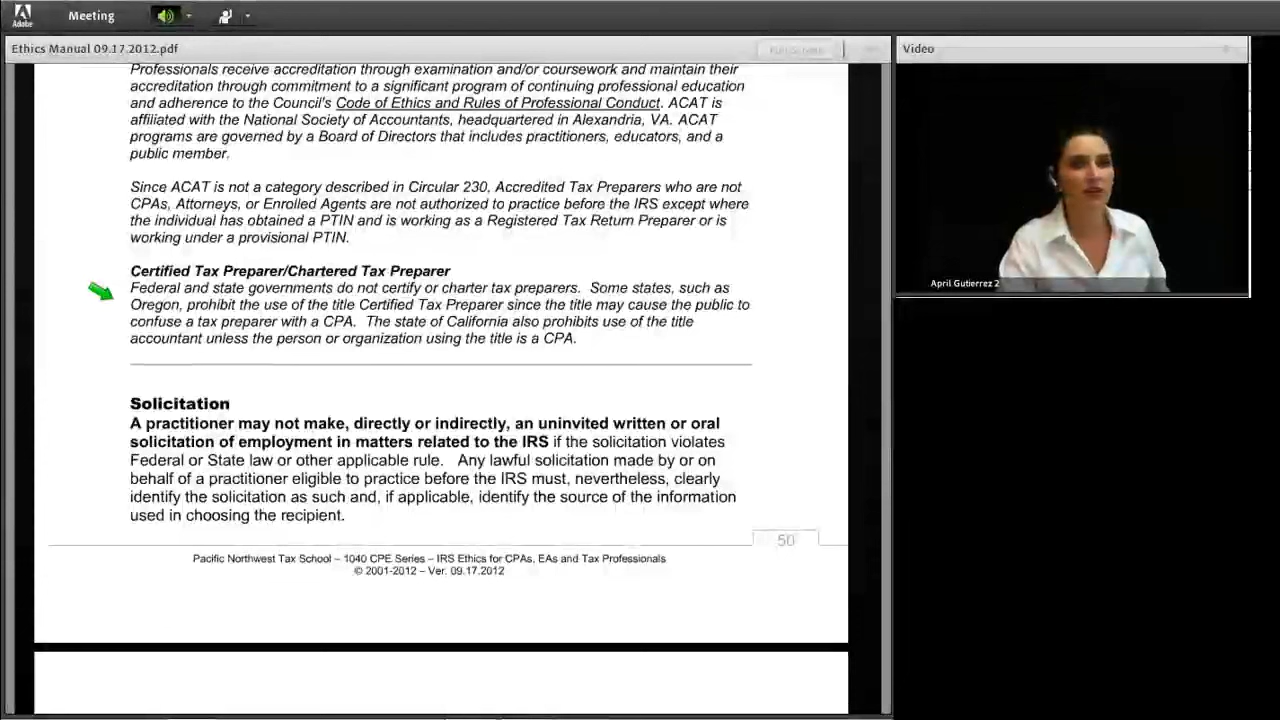 Adobe
Meeting
Ethics Manual 09.17.2012.pdf
Video
Professionals receive accreditation through examination and/or coursework and maintain their
accreditation through commitment to a significant program of continuing professional education
and adherence to the Council's Code of Ethics and Rules of Professional Conduct. ACAT is
affiliated with the National Society of Accountants, headquartered in Alexandria, VA. ACAT
programs are governed by a Board of Directors that includes practitioners, educators, and a
public member.
Since ACAT is not a category described in Circular 230, Accredited Tax Preparers who are not
CPAs, Attorneys, or Enrolled Agents are not authorized to practice before the IRS except where
the individual has obtained a PTIN and is working as a Registered Tax Return Preparer or is
working under a provisional PTIN.
Certified Tax Preparer/Chartered Tax Preparer
Federal and state governments do not certify or charter tax preparers. Some states, such as
Oregon, prohibit the use of the title Certified Tax Preparer since the title may cause the public to
confuse a tax preparer with a CPA. The state of California also prohibits use of the title
accountant unless the person or organization using the title is a CPA.
Solicitation
A practitioner may not make, directly or indirectly, an uninvited written or oral
solicitation of employment in matters related to the IRS if the solicitation violates
Federal or State law or other applicable rule. Any lawful solicitation made by or on
behalf of a practitioner eligible to practice before the IRS must, nevertheless, clearly
identify the solicitation as such and, if applicable, identify the source of the information
used in choosing the recipient.
50
Pacific Northwest Tax School – 1040 CPE Series – IRS Ethics for CPAs, EAs and Tax Professionals
© 2001-2012 – Ver. 09.17.2012
April Gutierrez 2